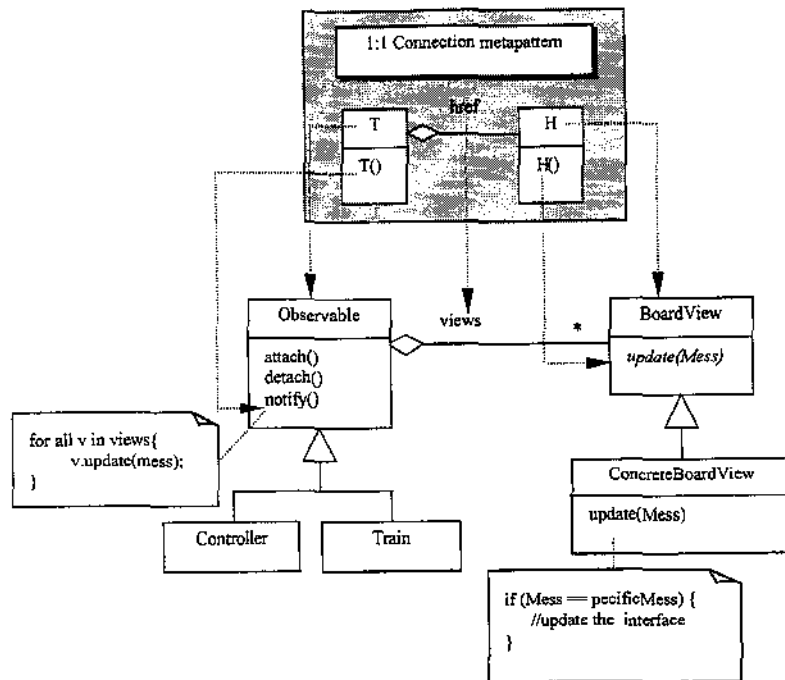 1:1 Connection metapattern
href
T
H
T()
H()
Observable
views
*
BoardView
attach()
detach()
notify()
update(Mess)
for all v in views{
v.update(mess);
}
ConcreteBoardView
update(Mess)
Controller
Train
if (Mess == pecificMess) {
//update the interface
}